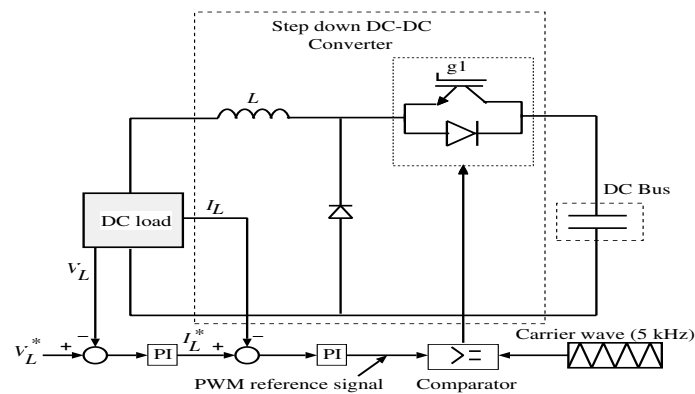 Step down DC-DC
Converter
g1
L
DC Bus
DC load
I_L
V_L
V_L^* + − PI I_L^* + − PI >= Carrier wave (5 kHz)
PWM reference signal Comparator